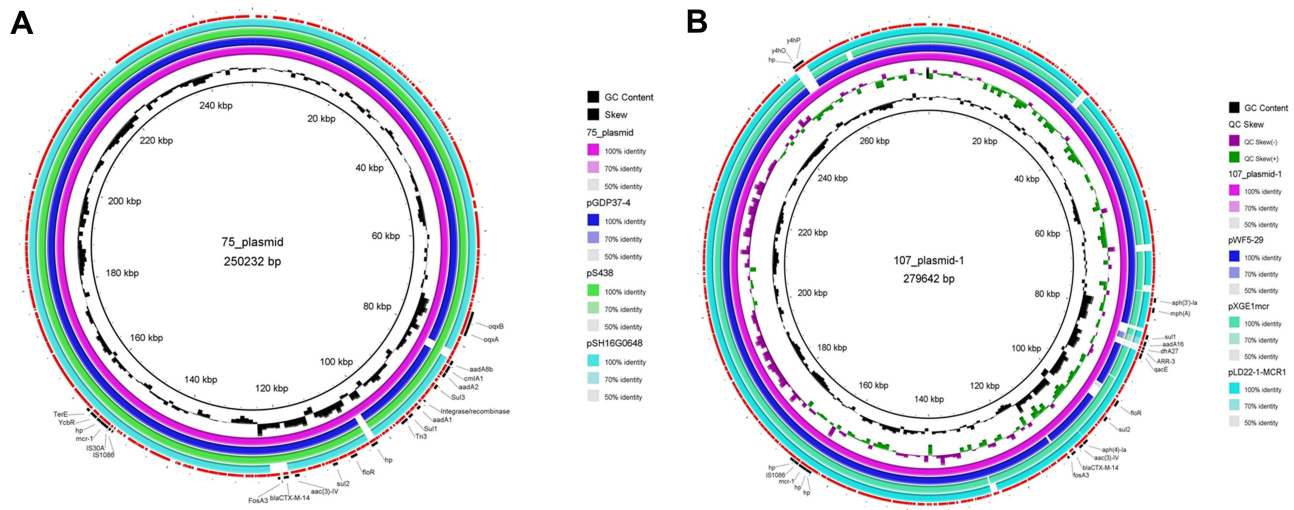 A
240 kbp
20 kbp
220 kbp
40 kbp
200 kbp
60 kbp
75_plasmid
250232 bp
180 kbp
80 kbp
160 kbp
100 kbp
140 kbp
120 kbp
oqxB
oqxA
aadA8b
cmlA1
aadA2
Sul3
Integrase/recombinase
aadA1
Sul1
Tn3
hp
floR
sul2
aac(3)-IV
blaCTX-M-14
FosA3
TerE
YcbR
hp
mcr-1
IS30A
IS1086
GC Content
Skew
75_plasmid
100% identity
70% identity
50% identity
pGDP37-4
100% identity
70% identity
50% identity
pS438
100% identity
70% identity
50% identity
pSH16G0648
100% identity
70% identity
50% identity
B
y4hP
y4hO
hp
260 kbp
20 kbp
240 kbp
40 kbp
220 kbp
60 kbp
107_plasmid-1
279642 bp
200 kbp
80 kbp
180 kbp
100 kbp
160 kbp
120 kbp
140 kbp
aph(3')-Ia
mph(A)
sul1
aadA16
dfrA27
ARR-3
qacE
floR
sul2
aph(4)-Ia
aac(3)-IV
blaCTX-M-14
fosA3
hp
IS1086
mcr-1
hp
hp
GC Content
QC Skew
QC Skew(-)
QC Skew(+)
107_plasmid-1
100% identity
70% identity
50% identity
pWF5-29
100% identity
70% identity
50% identity
pXGE1mcr
100% identity
70% identity
50% identity
pLD22-1-MCR1
100% identity
70% identity
50% identity